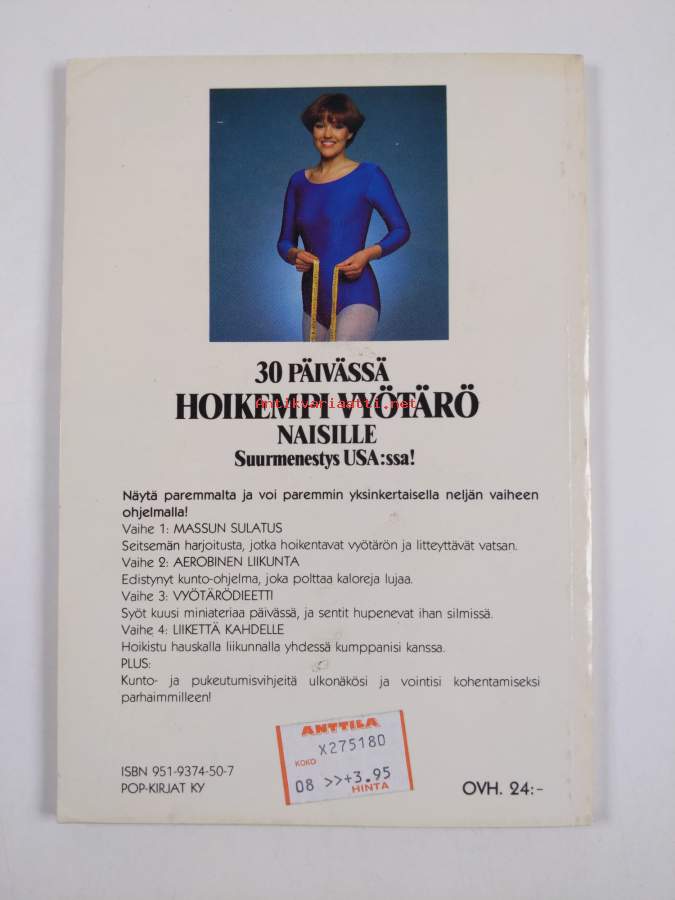 30 PÄIVÄSSÄ
HOIKEMPI VYÖTÄRÖ
Antikvariaatti.net
NAISILLE
Suurmenestys USA:ssa!
Näytä paremmalta ja voi paremmin yksinkertaisella neljän vaiheen
ohjelmalla!
Vaihe 1: MASSUN SULATUS
Seitsemän harjoitusta, jotka hoikentavat vyötärön ja litteyttävät vatsan.
Vaihe 2: AEROBINEN LIIKUNTA
Edistynyt kunto-ohjelma, joka polttaa kaloreja lujaa.
Vaihe 3: VYÖTÄRÖDIEETTI
Syöt kuusi miniateriaa päivässä, ja sentit hupenevat ihan silmissä.
Vaihe 4: LIIKETTÄ KAHDELLE
Hoikistu hauskalla liikunnalla yhdessä kumppanisi kanssa.
PLUS:
Kunto- ja pukeutumisvihjeitä ulkonäkösi ja vointisi kohentamiseksi
parhaimmilleen!
ANTTILA
X275180
KOKO
08 >>+3.95
HINTA
ISBN 951-9374-50-7
POP-KIRJAT KY
OVH. 24:-